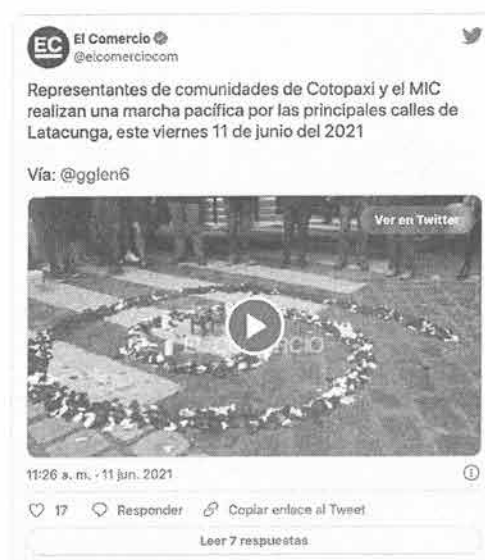 EC El Comercio
@elcomerciocom
Representantes de comunidades de Cotopaxi y el MIC
realizan una marcha pacífica por las principales calles de
Latacunga, este viernes 11 de junio del 2021
Vía: @gglen6
Ver en Twitter
11:26 a. m. · 11 jun. 2021
17 Responder Copiar enlace al Tweet
Leer 7 respuestas